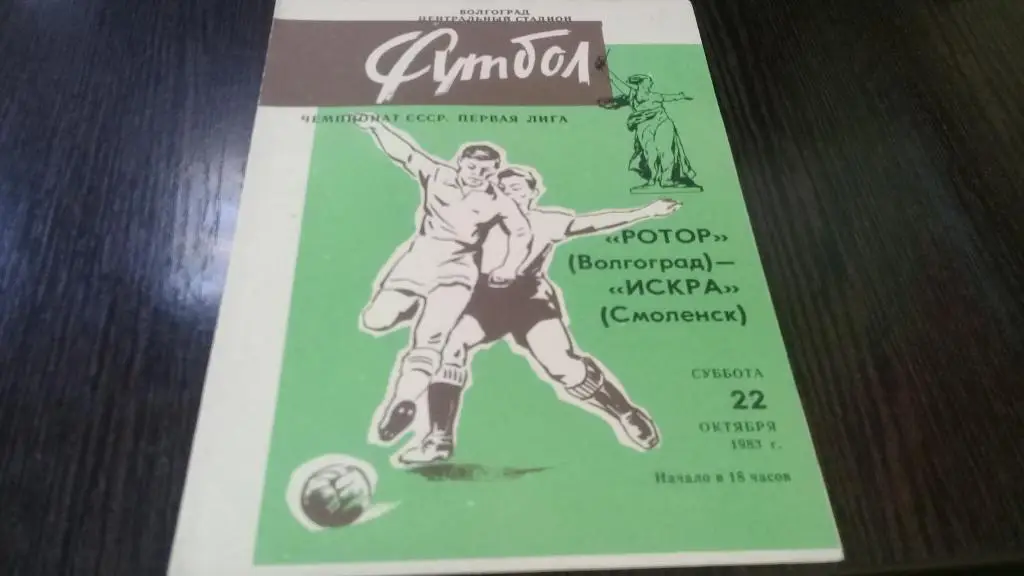 ВОЛГОГРАД
ЦЕНТРАЛЬНЫЙ СТАДИОН
Футбол
ЧЕМПИОНАТ СССР. ПЕРВАЯ ЛИГА
«РОТОР»
(Волгоград)—
«ИСКРА»
(Смоленск)
СУББОТА
22
ОКТЯБРЯ
1983 г.
Начало в 18 часов